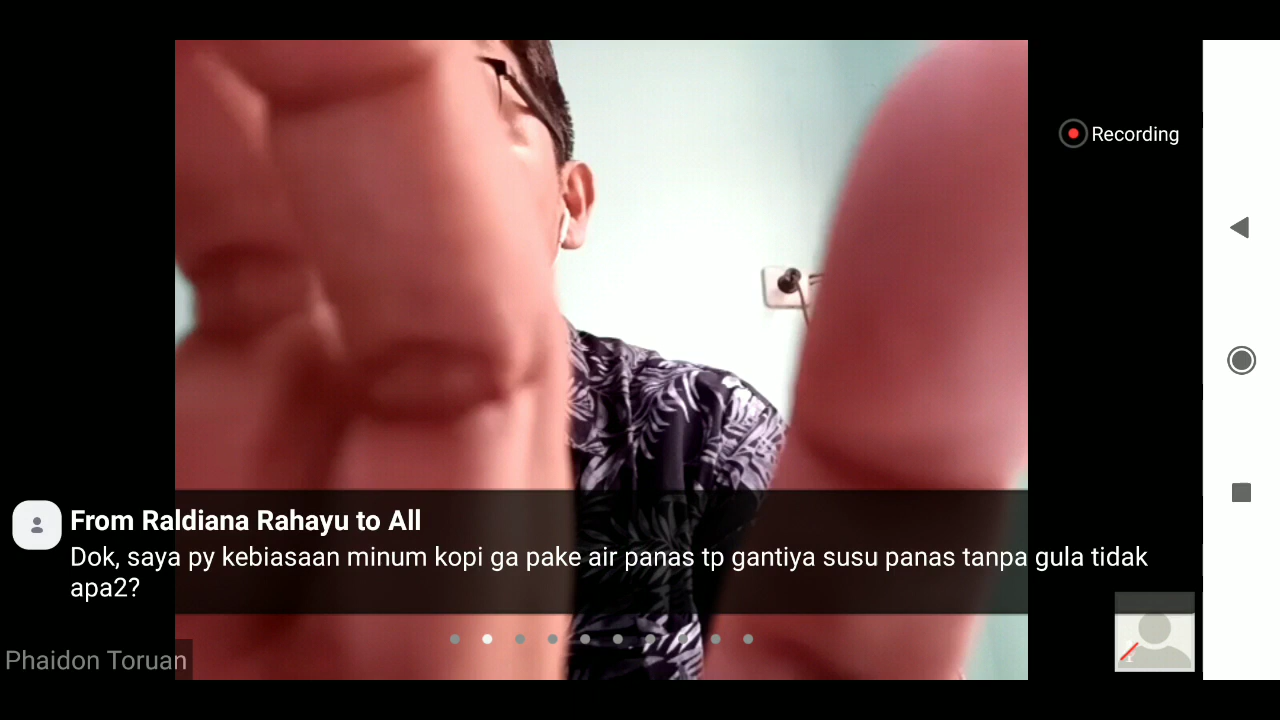 Recording
From Raldiana Rahayu to All
Dok, saya py kebiasaan minum kopi ga pake air panas tp gantiya susu panas tanpa gula tidak
apa2?
Phaidon Toruan